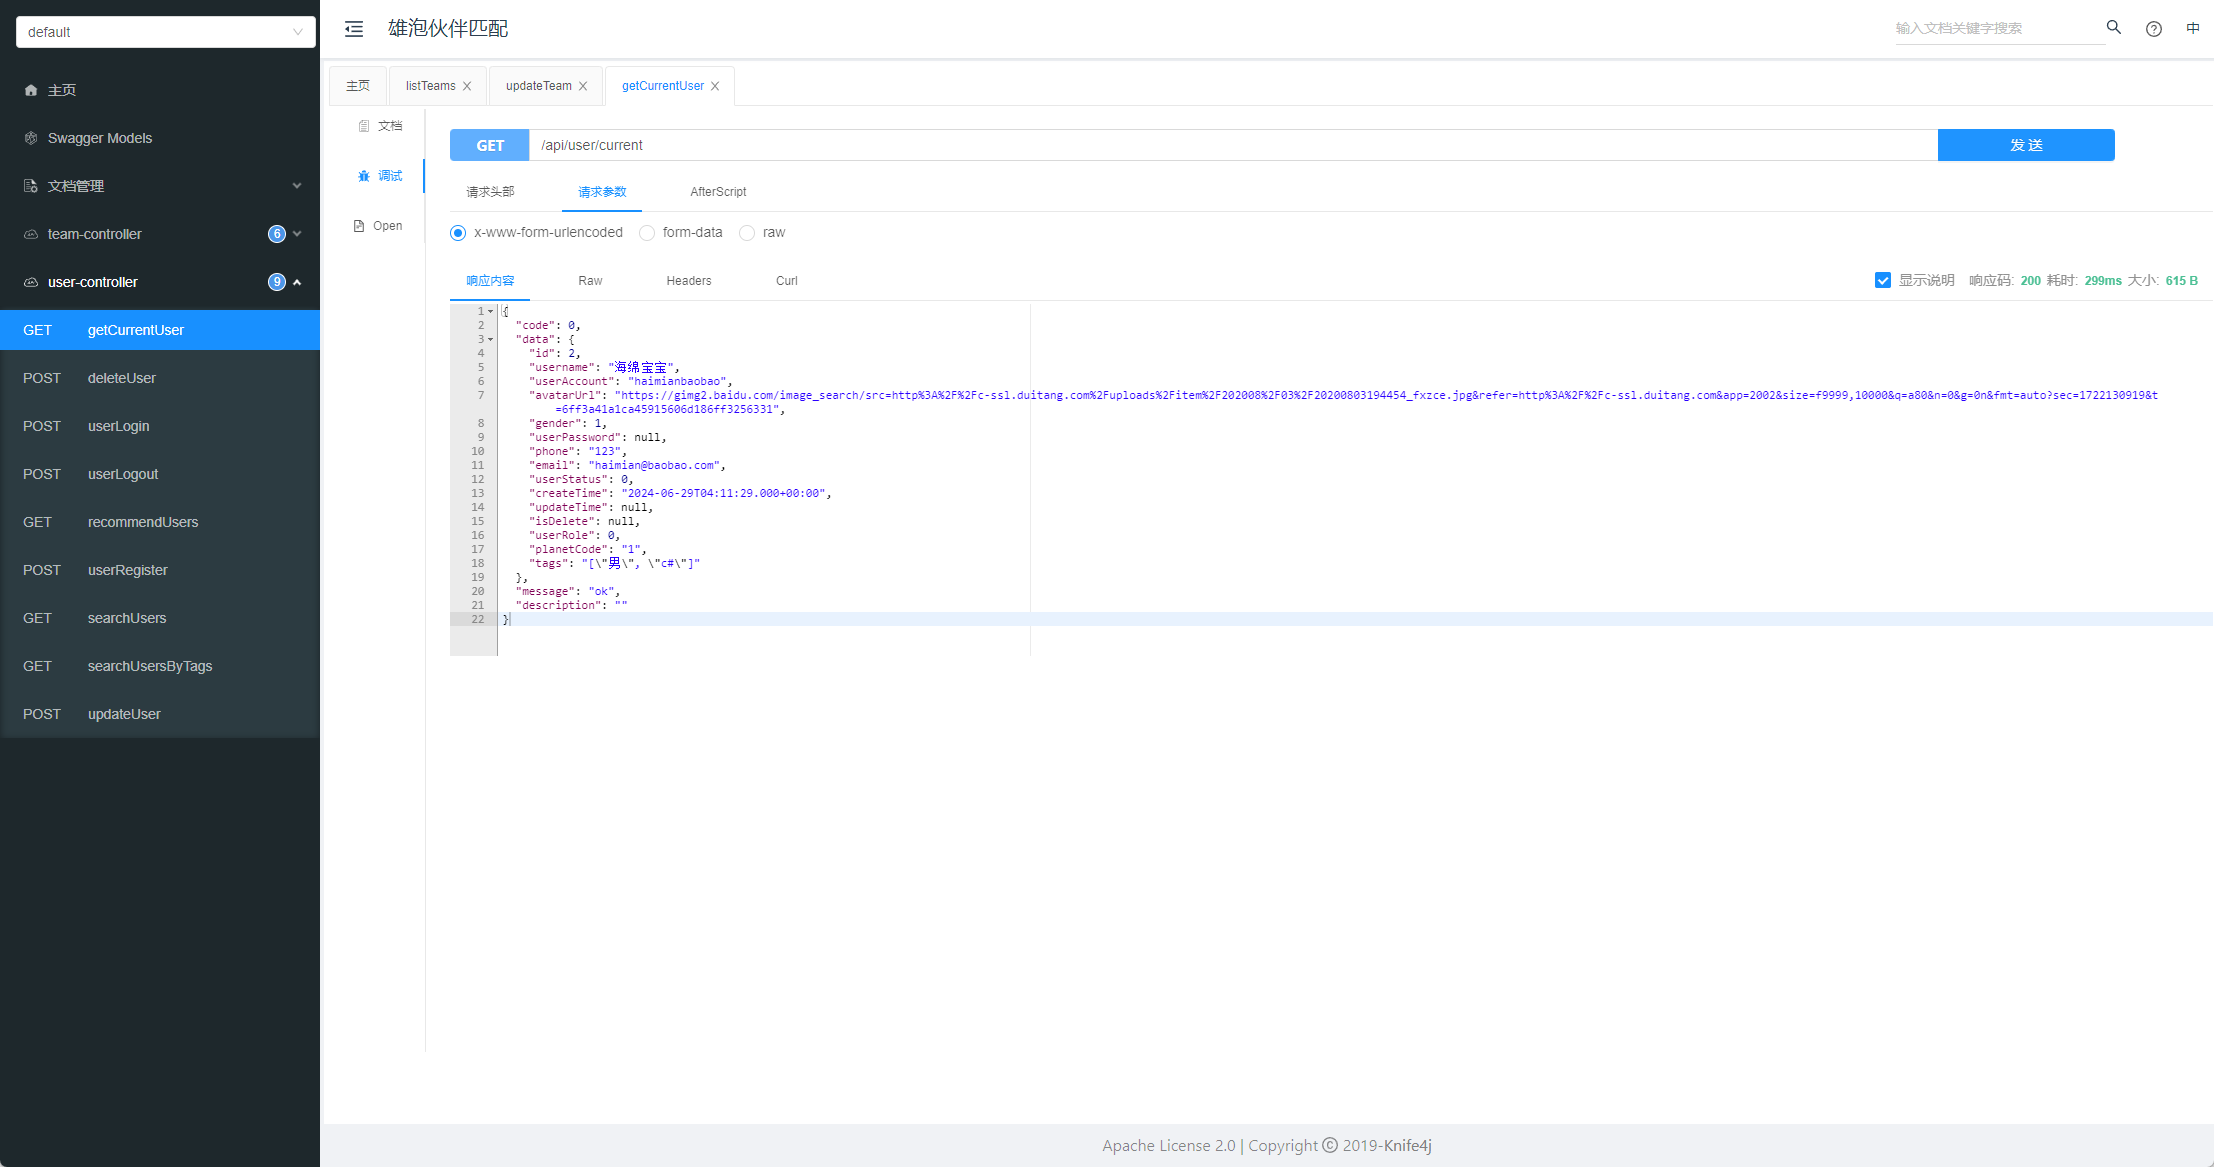 default
主页
Swagger Models
文档管理
team-controller 6
user-controller 9
GET getCurrentUser
POST deleteUser
POST userLogin
POST userLogout
GET recommendUsers
POST userRegister
GET searchUsers
GET searchUsersByTags
POST updateUser
雄泡伙伴匹配
输入文档关键字搜索
中
主页 listTeams updateTeam getCurrentUser
文档
调试
Open
GET /api/user/current 发 送
请求头部 请求参数 AfterScript
x-www-form-urlencoded form-data raw
响应内容 Raw Headers Curl
显示说明 响应码: 200 耗时: 299ms 大小: 615 B
1 {
2 "code": 0,
3 "data": {
4 "id": 2,
5 "username": "海绵宝宝",
6 "userAccount": "haimianbaobao",
7 "avatarUrl": "https://gimg2.baidu.com/image_search/src=http%3A%2F%2Fc-ssl.duitang.com%2Fuploads%2Fitem%2F202008%2F03%2F20200803194454_fxzce.jpg&refer=http%3A%2F%2Fc-ssl.duitang.com&app=2002&size=f9999,10000&q=a80&n=0&g=0n&fmt=auto?sec=1722130919&t
=6ff3a41a1ca45915606d186ff3256331",
8 "gender": 1,
9 "userPassword": null,
10 "phone": "123",
11 "email": "haimian@baobao.com",
12 "userStatus": 0,
13 "createTime": "2024-06-29T04:11:29.000+00:00",
14 "updateTime": null,
15 "isDelete": null,
16 "userRole": 0,
17 "planetCode": "1",
18 "tags": "[\"男\", \"c#\"]"
19 },
20 "message": "ok",
21 "description": ""
22 }
Apache License 2.0 | Copyright © 2019-Knife4j